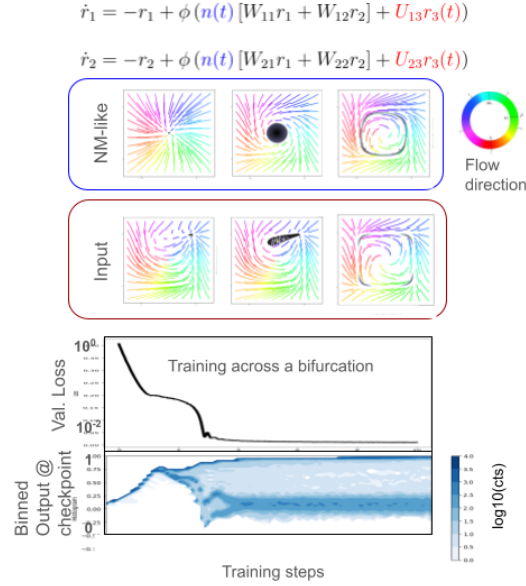 ṙ₁ = −r₁ + ϕ (n(t) [W₁₁r₁ + W₁₂r₂] + U₁₃r₃(t))
ṙ₂ = −r₂ + ϕ (n(t) [W₂₁r₁ + W₂₂r₂] + U₂₃r₃(t))
NM-like
Flow
direction
Input
Training across a bifurcation
Val. Loss
10⁰
10⁻²
Binned
Output @
checkpoint
1
0.75
0.50
0.25
0.00
0
-0.25
4.0
3.5
3.0
2.5
2.0
1.5
1.0
0.5
0.0
log10(cts)
Training steps